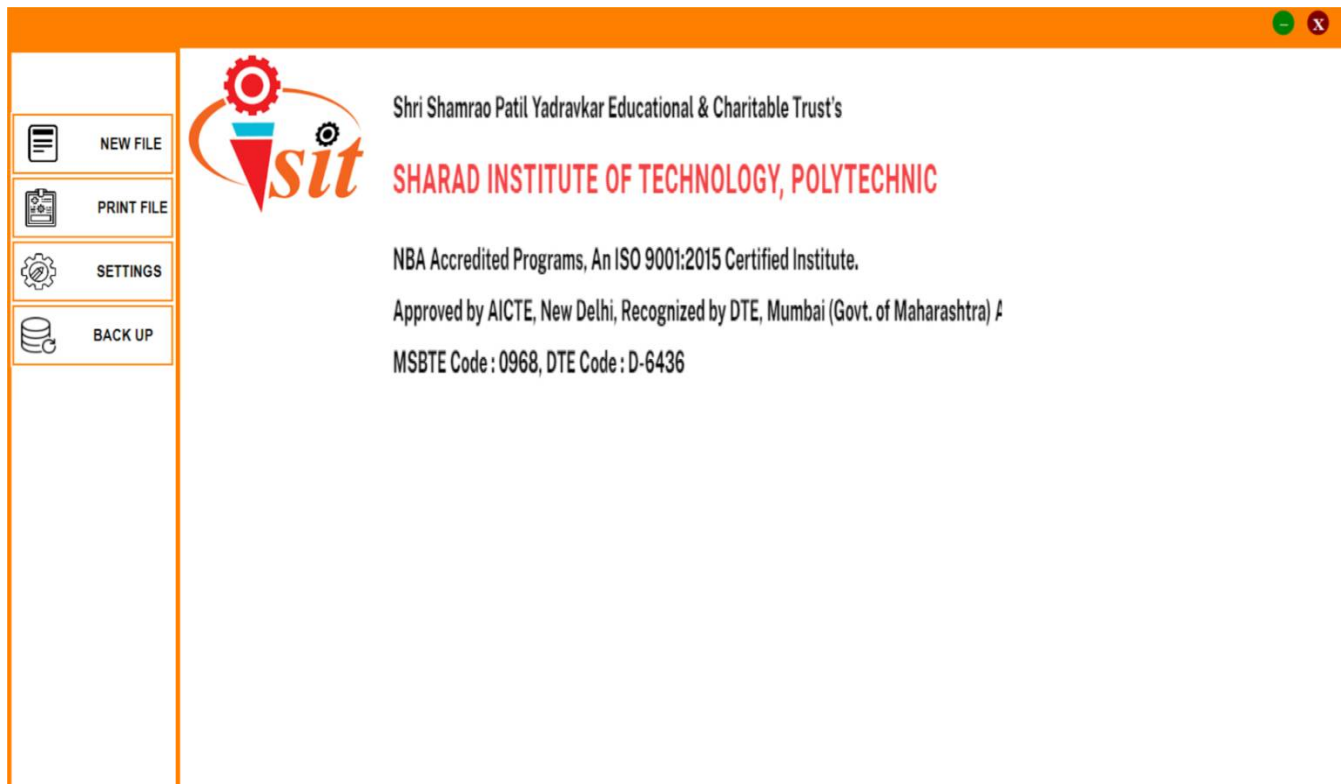 –
X
NEW FILE
PRINT FILE
SETTINGS
BACK UP
sit
Shri Shamrao Patil Yadravkar Educational & Charitable Trust's
SHARAD INSTITUTE OF TECHNOLOGY, POLYTECHNIC
NBA Accredited Programs, An ISO 9001:2015 Certified Institute.
Approved by AICTE, New Delhi, Recognized by DTE, Mumbai (Govt. of Maharashtra)
MSBTE Code : 0968, DTE Code : D-6436